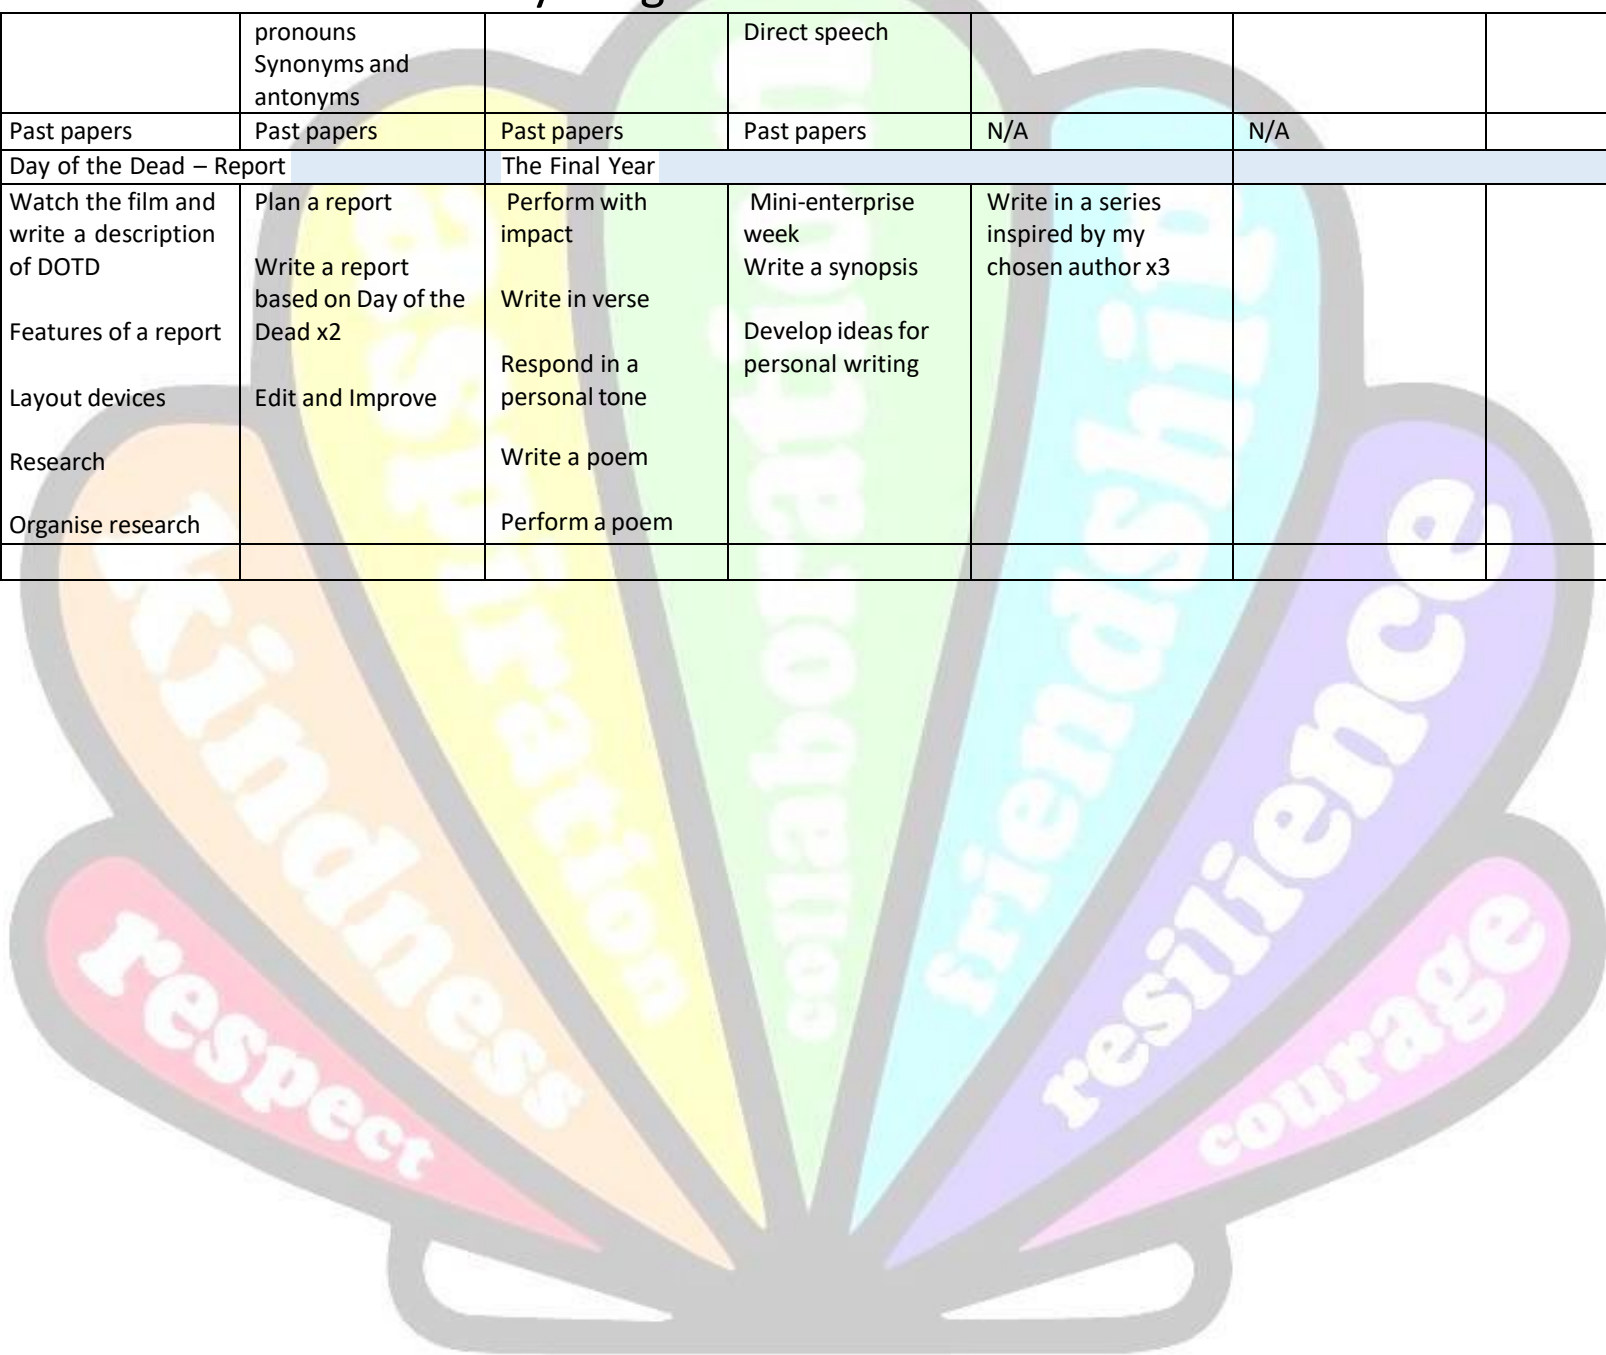 pronouns
Synonyms and
antonyms
Direct speech
Past papers
Past papers
Past papers
Past papers
N/A
N/A
Day of the Dead – Report
The Final Year
Watch the film and
write a description
of DOTD
Features of a report
Layout devices
Research
Organise research
Plan a report
Write a report
based on Day of the
Dead x2
Edit and Improve
Perform with
impact
Write in verse
Respond in a
personal tone
Write a poem
Perform a poem
Mini-enterprise
week
Write a synopsis
Develop ideas for
personal writing
Write in a series
inspired by my
chosen author x3
respect
kindness
aspiration
collaboration
friendship
resilience
courage